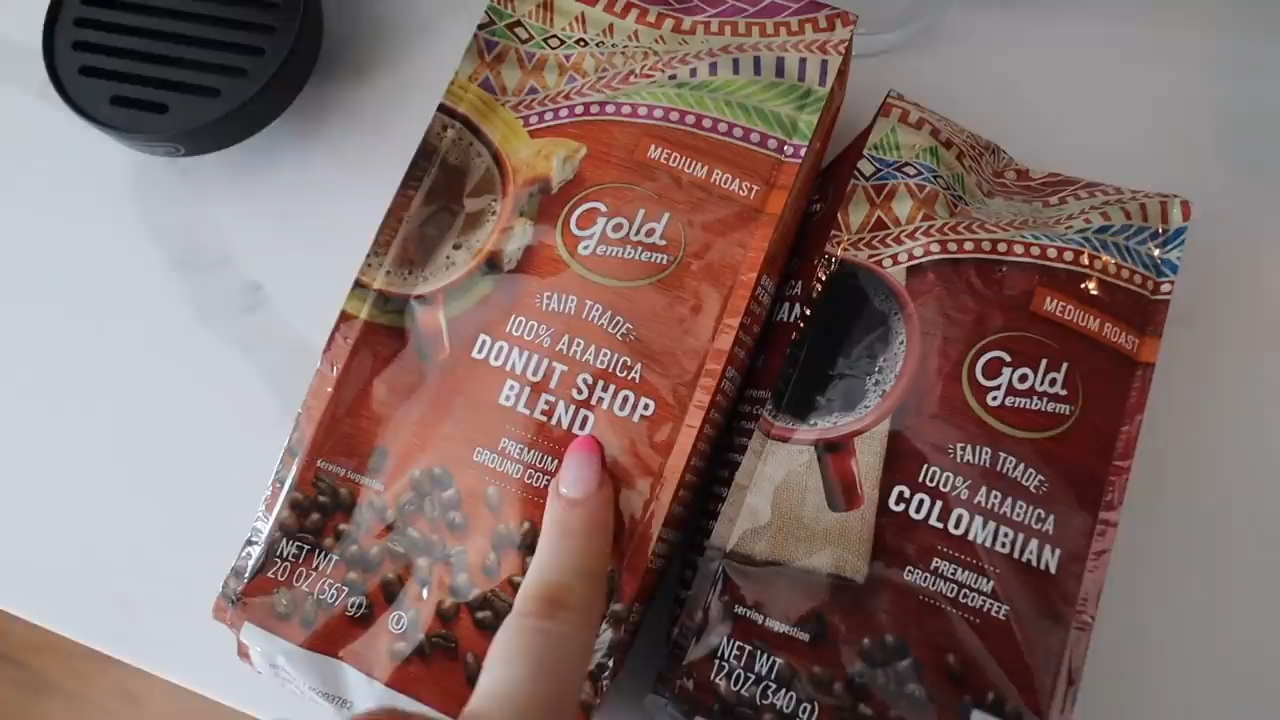 MEDIUM ROAST
Gold
emblem
FAIR TRADE
100% ARABICA
DONUT SHOP
BLEND
PREMIUM
GROUND
serving suggestion
NET WT
20 OZ (567 g)
MEDIUM ROAST
Gold
emblem
FAIR TRADE
100% ARABICA
COLOMBIAN
PREMIUM
GROUND COFFEE
serving suggestion
NET WT
12 OZ (340 g)